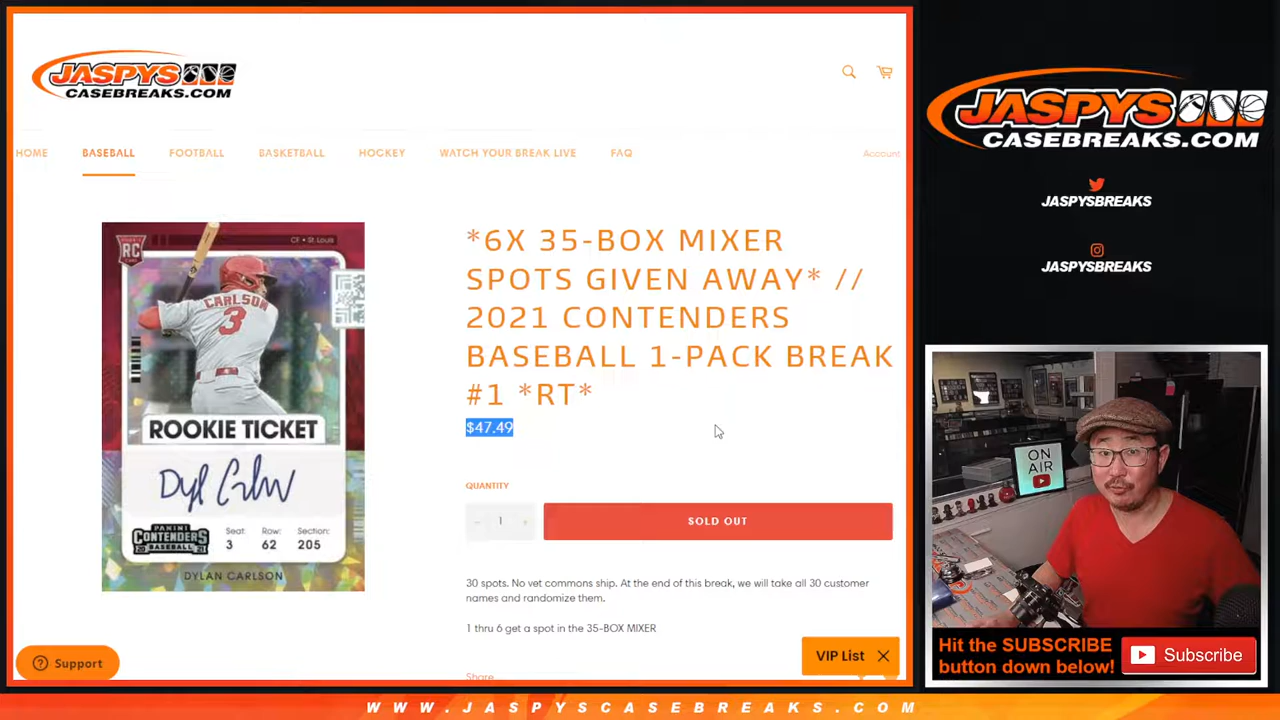 JASPYS
CASEBREAKS.COM
HOME BASEBALL FOOTBALL BASKETBALL HOCKEY WATCH YOUR BREAK LIVE FAQ Account
RC
CF • St. Louis
CARLSON
3
ROOKIE TICKET
PANINI
CONTENDERS
BASEBALL
Seat: Row: Section:
3 62 205
DYLAN CARLSON
*6X 35-BOX MIXER
SPOTS GIVEN AWAY* //
2021 CONTENDERS
BASEBALL 1-PACK BREAK
#1 *RT*
$47.49
QUANTITY
− 1 +
SOLD OUT
30 spots. No vet commons ship. At the end of this break, we will take all 30 customer
names and randomize them.
1 thru 6 get a spot in the 35-BOX MIXER
Share
Support
VIP List
JASPYS
CASEBREAKS.COM
JASPYSBREAKS
JASPYSBREAKS
ON
AIR
Hit the SUBSCRIBE
button down below!
Subscribe
WWW.JASPYSCASEBREAKS.COM